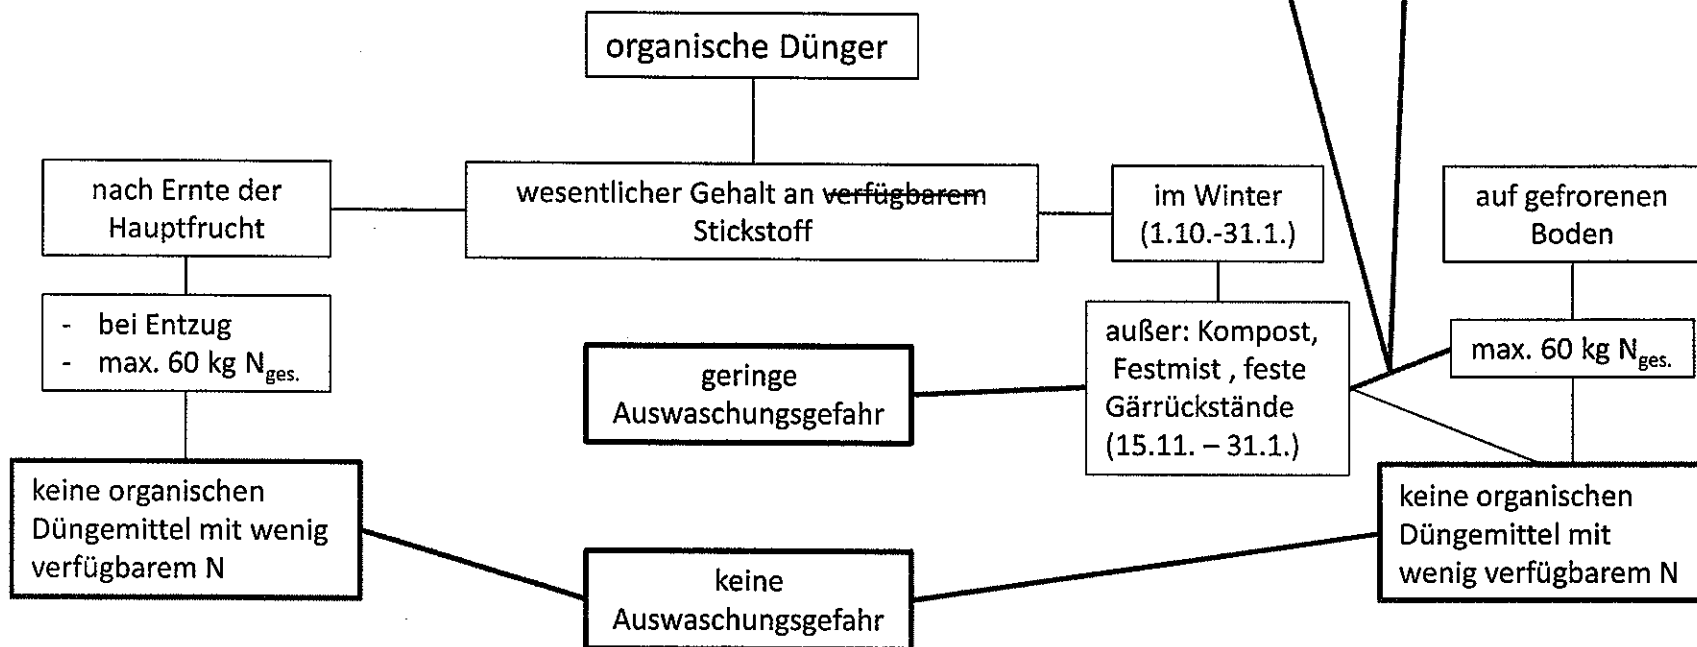 organische Dünger
nach Ernte der
Hauptfrucht
wesentlicher Gehalt an verfügbarem
Stickstoff
im Winter
(1.10.-31.1.)
auf gefrorenen
Boden
- bei Entzug
- max. 60 kg Nges.
geringe
Auswaschungsgefahr
außer: Kompost,
Festmist , feste
Gärrückstände
(15.11. – 31.1.)
max. 60 kg Nges.
keine organischen
Düngemittel mit wenig
verfügbarem N
keine
Auswaschungsgefahr
keine organischen
Düngemittel mit
wenig verfügbarem N